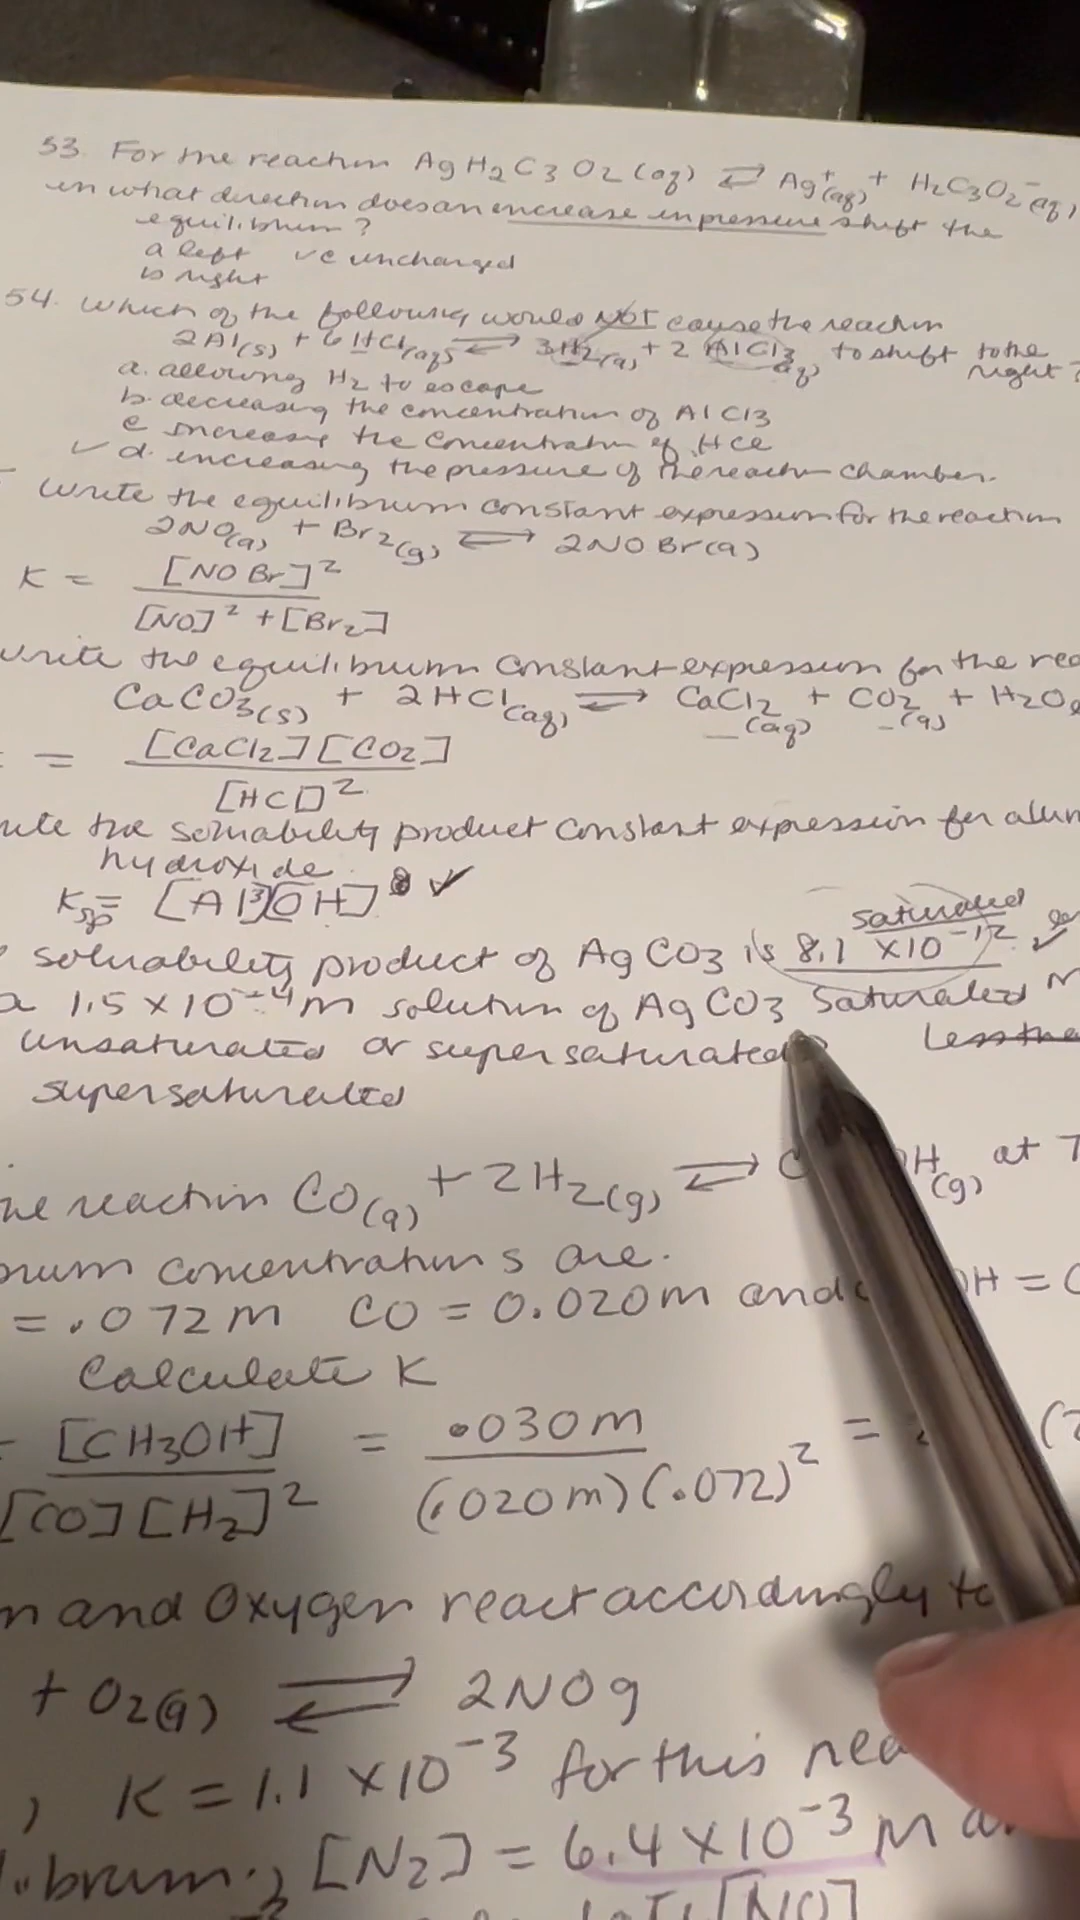 53. For the reaction AgH2C3O2(aq) ⇌ Ag+(aq) + H2C3O2-(aq)
in what direction does an increase in pressure shift the
equilibrium?
a left ✓c unchanged
b right
54. Which of the following would NOT cause the reaction
2Al(s) + 6HCl(aq) ⇌ 3H2(g) + 2AlCl3(aq) to shift to the right?
a. allowing H2 to escape
b. decreasing the concentration of AlCl3
c increasing the concentration of HCl
✓ d. increasing the pressure of the reaction chamber.
Write the equilibrium constant expression for the reaction
2NO(g) + Br2(g) ⇌ 2NOBr(g)
K = [NOBr]2
[NO]2 + [Br2]
write the equilibrium constant expression for the
CaCO3(s) + 2HCl(aq) ⇌ CaCl2(aq) + CO2(g) + H2O
= [CaCl2][CO2]
[HCl]2
the solubility product constant expression for
hydroxide
Ksp = [Al3][OH] ✓
saturated
solubility product of AgCO3 is 8.1 x10-12 ✓
a 1.5 x 10-4 M solution of AgCO3 saturated
unsaturated or supersaturated?
supersaturated
reaction CO(g) + 2H2(g) ⇌ at
concentrations are.
= .072M CO = 0.020M and
Calculate K
[CH3OH] = .030M =
[CO][H2]2 (.020M)(.072)2
and Oxygen react accordingly to
+ O2(g) ⇌ 2NOg
, K = 1.1 x10-3 for this
[N2] = 6.4 x 10-3 M
[NO]